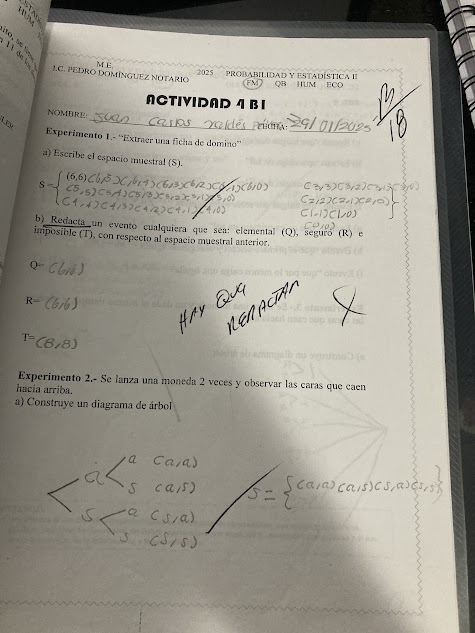 M.E.
I.C. PEDRO DOMÍNGUEZ NOTARIO 2025 PROBABILIDAD Y ESTADÍSTICA II
FM QB HUM ECO
ACTIVIDAD 4 B1
13/18
NOMBRE: Juan Carlos Valdés FECHA: 29/01/2025
Experimento 1.- "Extraer una ficha de domino"
a) Escribe el espacio muestral (S).
S= { (6,6)(6,5)(6,4)(6,3)(6,2)(6,1)(6,0) (3,3)(3,2)(3,1)(3,0)
(5,5)(5,4)(5,3)(5,2)(5,1)(5,0) (2,2)(2,1)(2,0)
(4,4)(4,3)(4,2)(4,1)(4,0) (1,1)(1,0)
(0,0)
b) Redacta un evento cualquiera que sea: elemental (Q), seguro (R) e
imposible (T), con respecto al espacio muestral anterior.
Q= (6,6)
R= (6,6)
T= (8,8)
HAY QUE
REDACTAR
Experimento 2.- Se lanza una moneda 2 veces y observar las caras que caen
hacia arriba.
a) Construye un diagrama de árbol
a (a,a)
a
s (a,s)
s={(a,a)(a,s)(s,a)(s,s)}
a (s,a)
s
s (s,s)